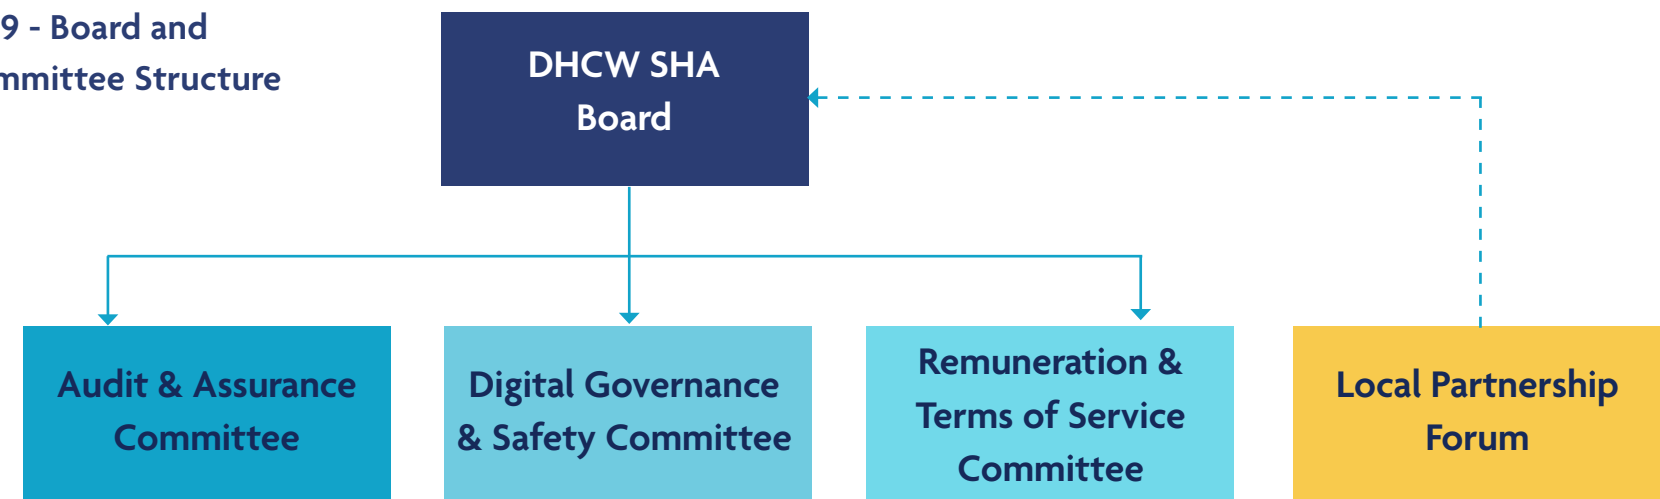 9 - Board and
mmittee Structure
DHCW SHA
Board
Audit & Assurance
Committee
Digital Governance
& Safety Committee
Remuneration &
Terms of Service
Committee
Local Partnership
Forum